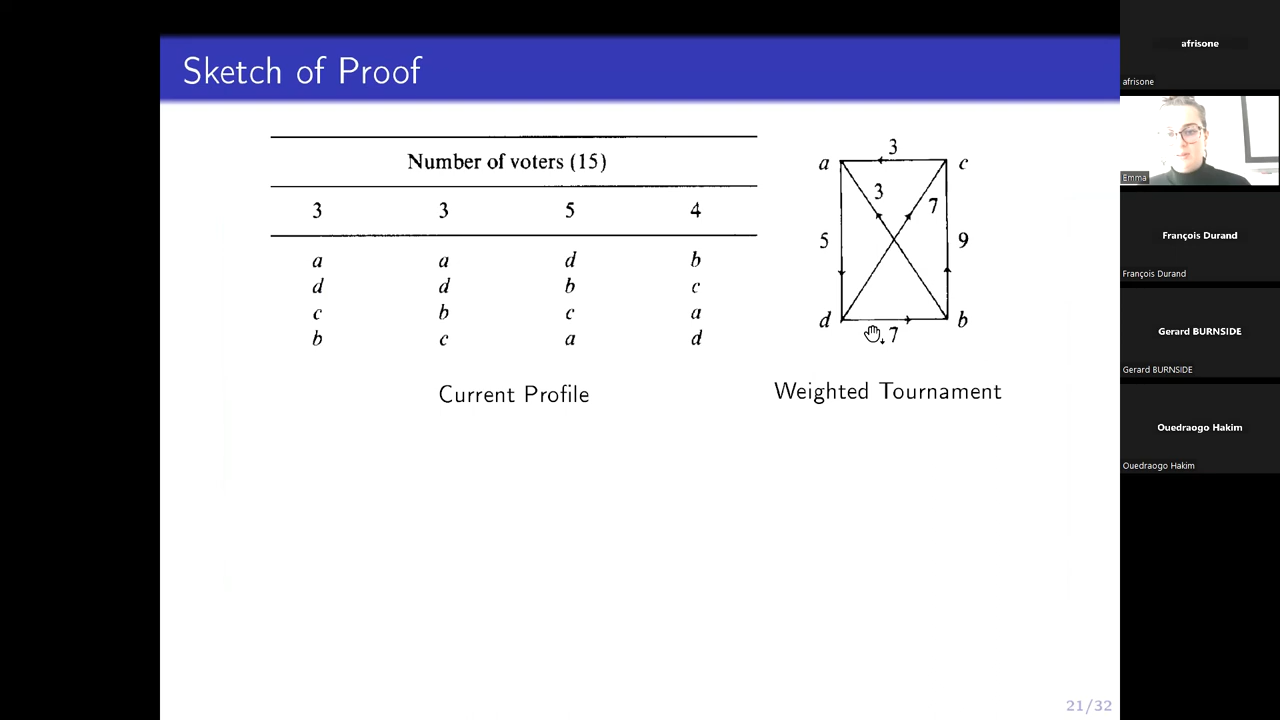 Sketch of Proof
Number of voters (15)
3 3 5 4
a a d b
d d b c
c b c a
b c a d
Current Profile
3
a c
3 7
5 9
d b
7
Weighted Tournament
21/32
afrisone
afrisone
Emma
François Durand
François Durand
Gerard BURNSIDE
Gerard BURNSIDE
Ouedraogo Hakim
Ouedraogo Hakim